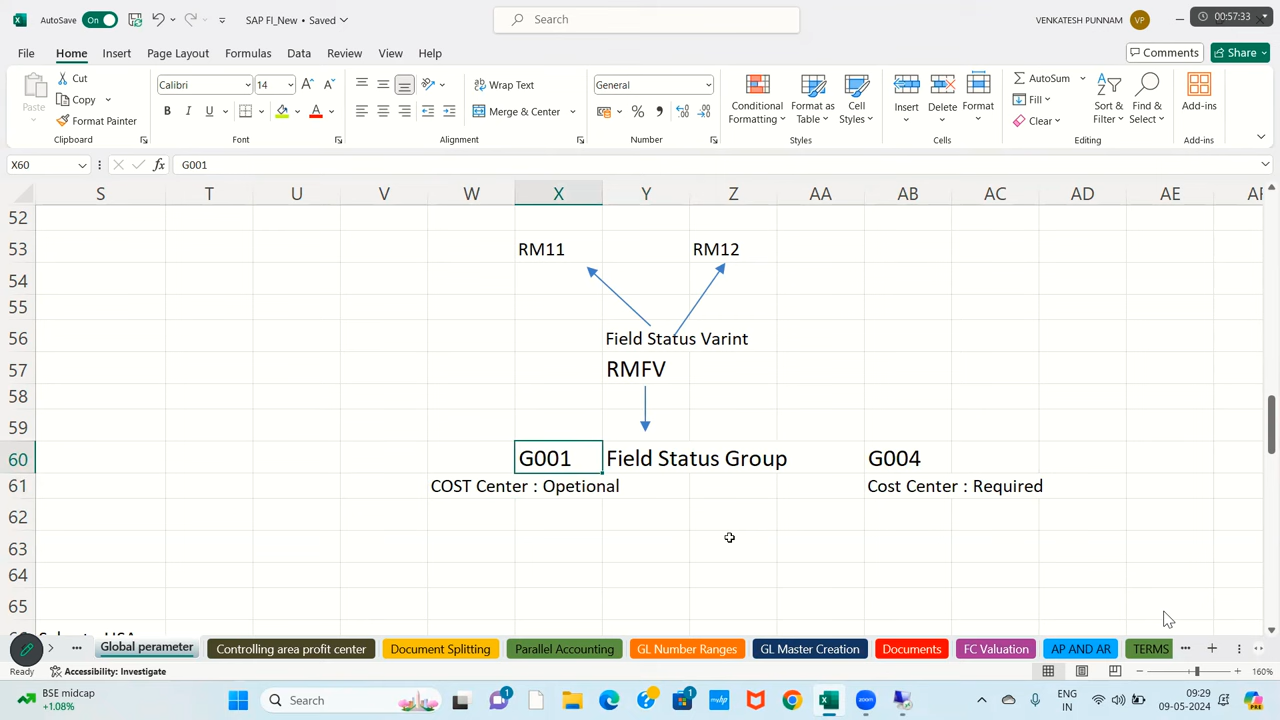 AutoSave On SAP FI_New • Saved Search VENKATESH PUNNAM VP 00:57:33
File Home Insert Page Layout Formulas Data Review View Help Comments Share
Paste Cut Copy Format Painter Clipboard
Calibri 14 B I U Font
Wrap Text Merge & Center Alignment
General Number
Conditional Formatting Format as Table Cell Styles Styles
Insert Delete Format Cells
AutoSum Fill Clear Sort & Filter Find & Select Editing
Add-ins Add-ins
X60 fx G001
S T U V W X Y Z AA AB AC AD AE
52
53 RM11 RM12
54
55
56 Field Status Varint
57 RMFV
58
59
60 G001 Field Status Group G004
61 COST Center : Opetional Cost Center : Required
62
63
64
65
Global perameter Controlling area profit center Document Splitting Parallel Accounting GL Number Ranges GL Master Creation Documents FC Valuation AP AND AR TERMS
Ready Accessibility: Investigate 160%
BSE midcap
+1.08%
Search
ENG
IN
09:29
09-05-2024